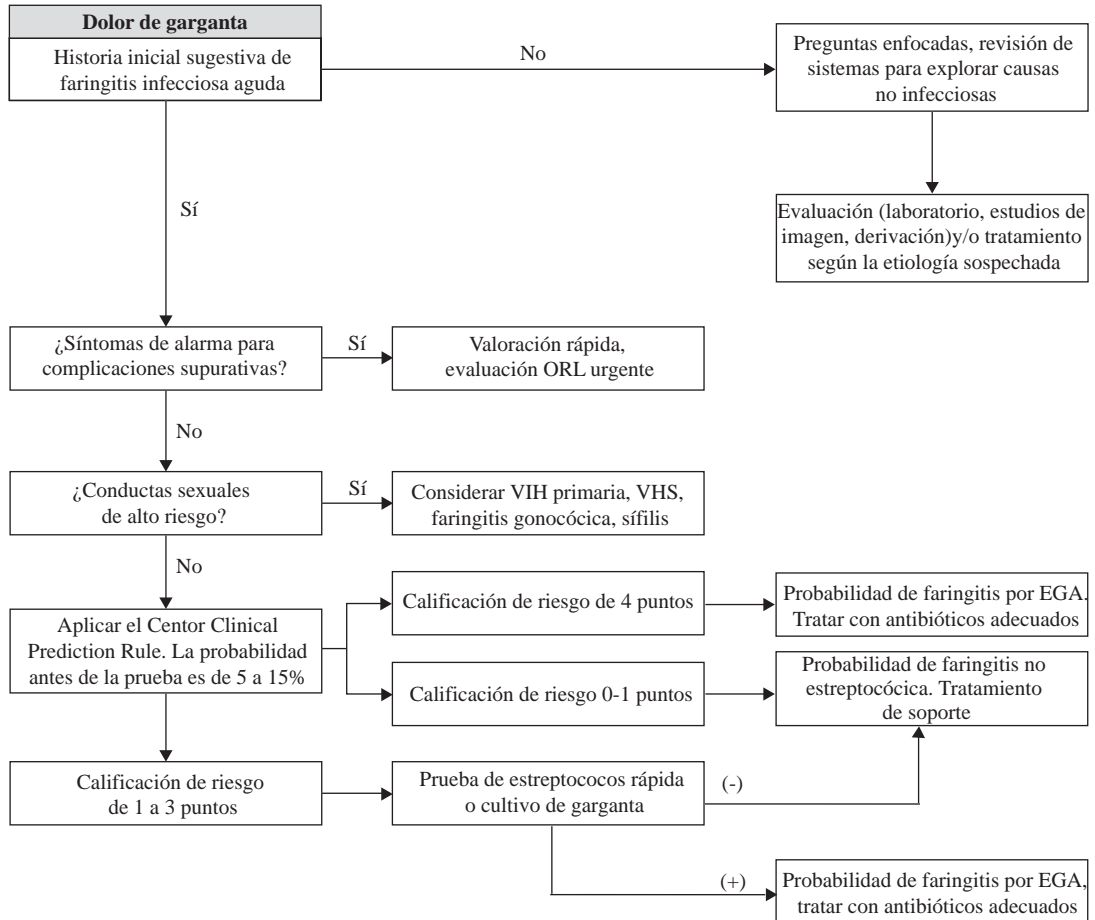 Dolor de garganta
Historia inicial sugestiva de
faringitis infecciosa aguda
No
Preguntas enfocadas, revisión de
sistemas para explorar causas
no infecciosas
Sí
Evaluación (laboratorio, estudios de
imagen, derivación)y/o tratamiento
según la etiología sospechada
¿Síntomas de alarma para
complicaciones supurativas?
Sí
Valoración rápida,
evaluación ORL urgente
No
¿Conductas sexuales
de alto riesgo?
Sí
Considerar VIH primaria, VHS,
faringitis gonocócica, sífilis
No
Aplicar el Centor Clinical
Prediction Rule. La probabilidad
antes de la prueba es de 5 a 15%
Calificación de riesgo de 4 puntos
Probabilidad de faringitis por EGA.
Tratar con antibióticos adecuados
Calificación de riesgo 0-1 puntos
Probabilidad de faringitis no
estreptocócica. Tratamiento
de soporte
Calificación de riesgo
de 1 a 3 puntos
Prueba de estreptococos rápida
o cultivo de garganta
(-)
(+)
Probabilidad de faringitis por EGA,
tratar con antibióticos adecuados